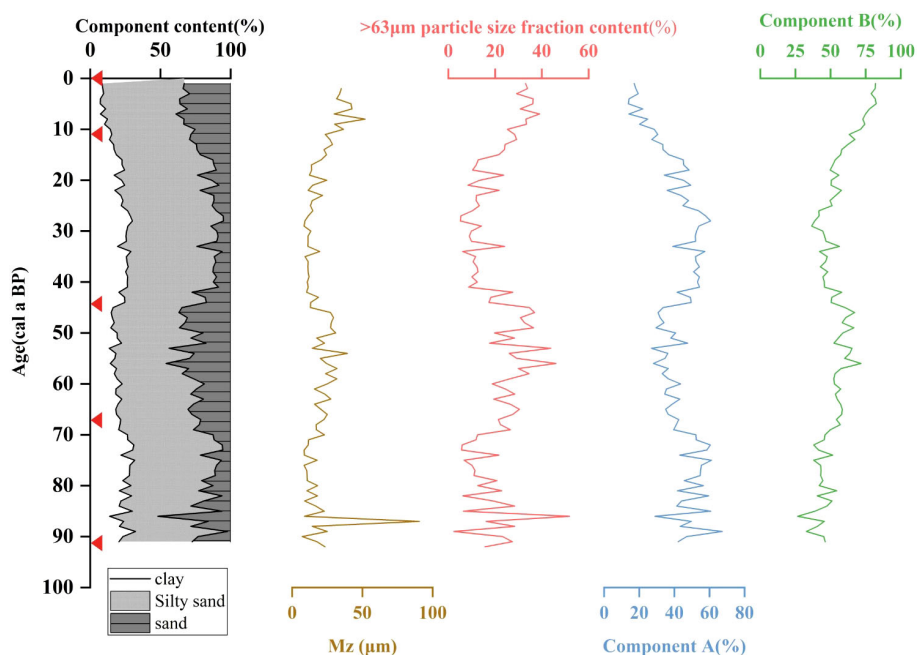 Component content(%)
0 50 100%
>63μm particle size fraction content(%)
0 20 40 60
Component B(%)
0 25 50 75 100
Age(cal a BP)
0
10
20
30
40
50
60
70
80
90
100
clay
Silty sand
sand
0 50 100
Mz (μm)
0 20 40 60 80
Component A(%)